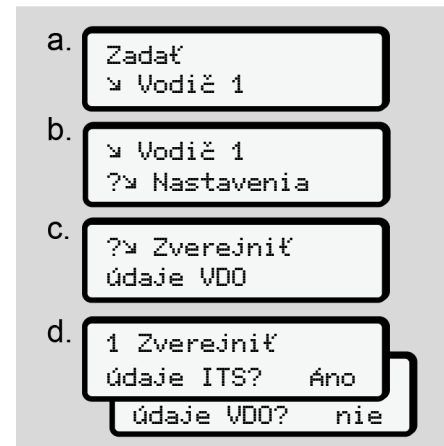 a.
Zadať
↘ Vodič 1
b.
↘ Vodič 1
?↘ Nastavenia
c.
?↘ Zverejniť
údaje VDO
d.
1 Zverejniť
údaje ITS? Áno
údaje VDO? nie